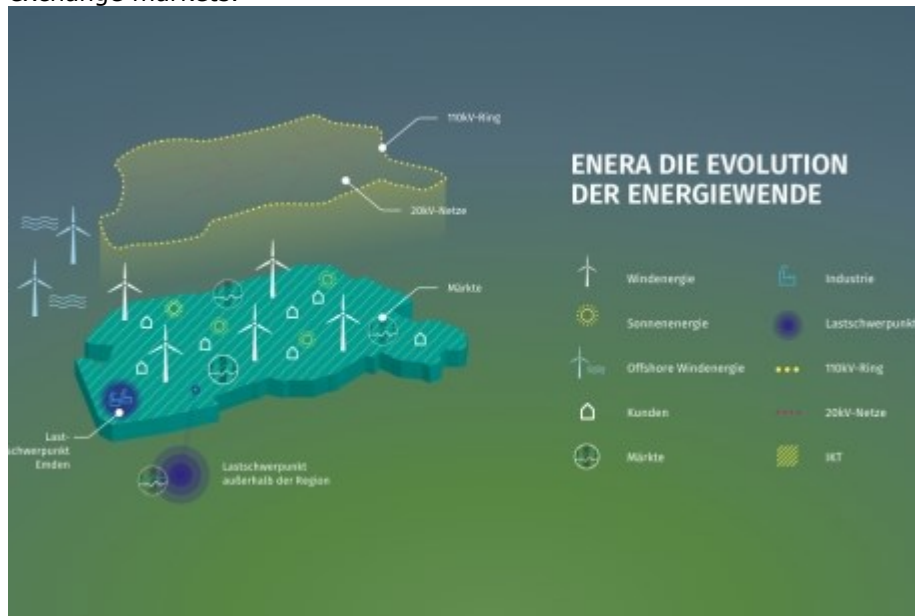 exchange markets.
110kV-Ring
20kV-Netze
Märkte
Last-
schwerpunkt
Emden
Lastschwerpunkt
außerhalb der Region
ENERA DIE EVOLUTION
DER ENERGIEWENDE
Windenergie
Sonnenenergie
Offshore Windenergie
Kunden
Märkte
Industrie
Lastschwerpunkt
110kV-Ring
20kV-Netze
IKT